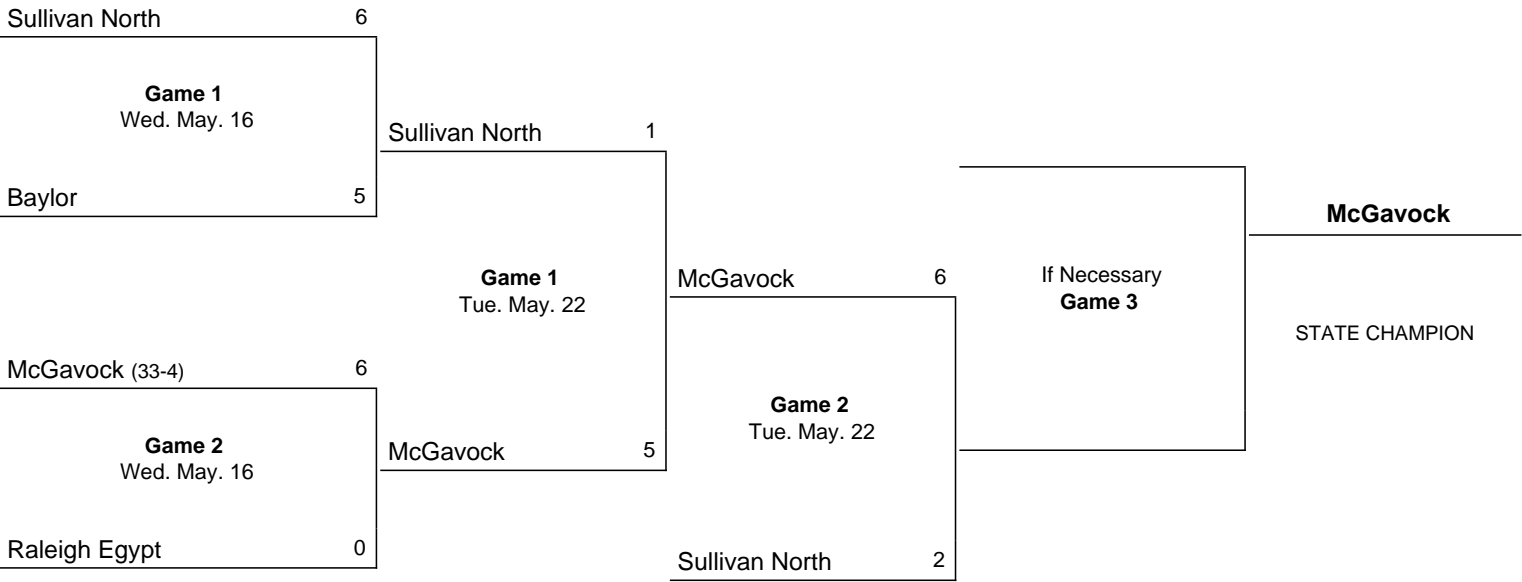 Sullivan North 6
Game 1
Wed. May. 16
Baylor 5
McGavock (33-4) 6
Game 2
Wed. May. 16
Raleigh Egypt 0
Sullivan North 1
Game 1
Tue. May. 22
McGavock 5
McGavock 6
Game 2
Tue. May. 22
Sullivan North 2
If Necessary
Game 3
McGavock
STATE CHAMPION